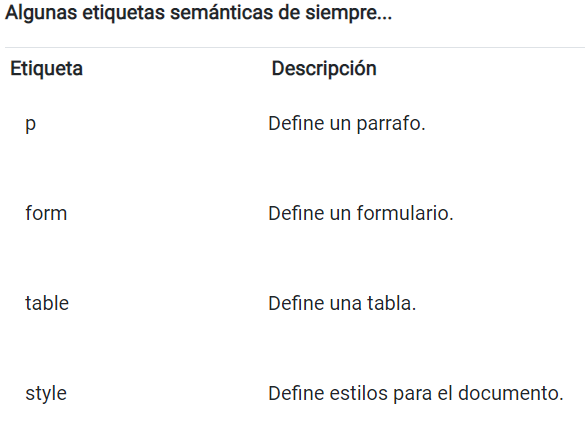 Algunas etiquetas semánticas de siempre...
Etiqueta Descripción
p Define un parrafo.
form Define un formulario.
table Define una tabla.
style Define estilos para el documento.